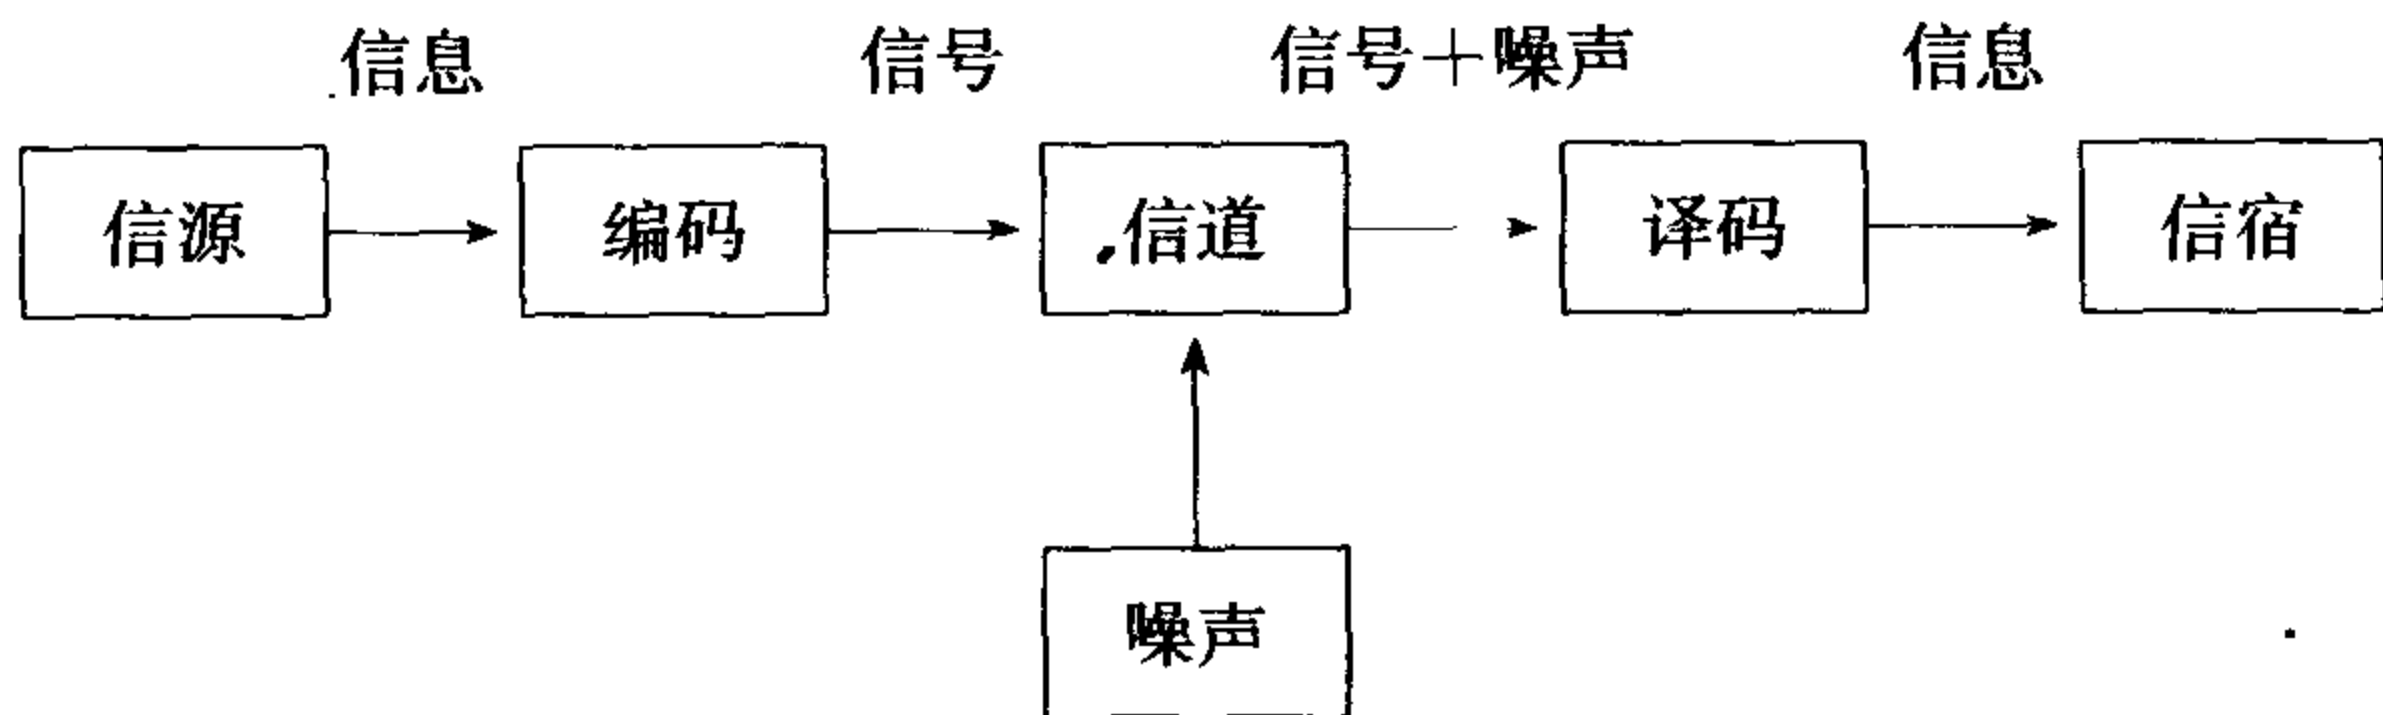 信息 信号 信号+噪声 信息
信源 编码 信道 译码 信宿
噪声